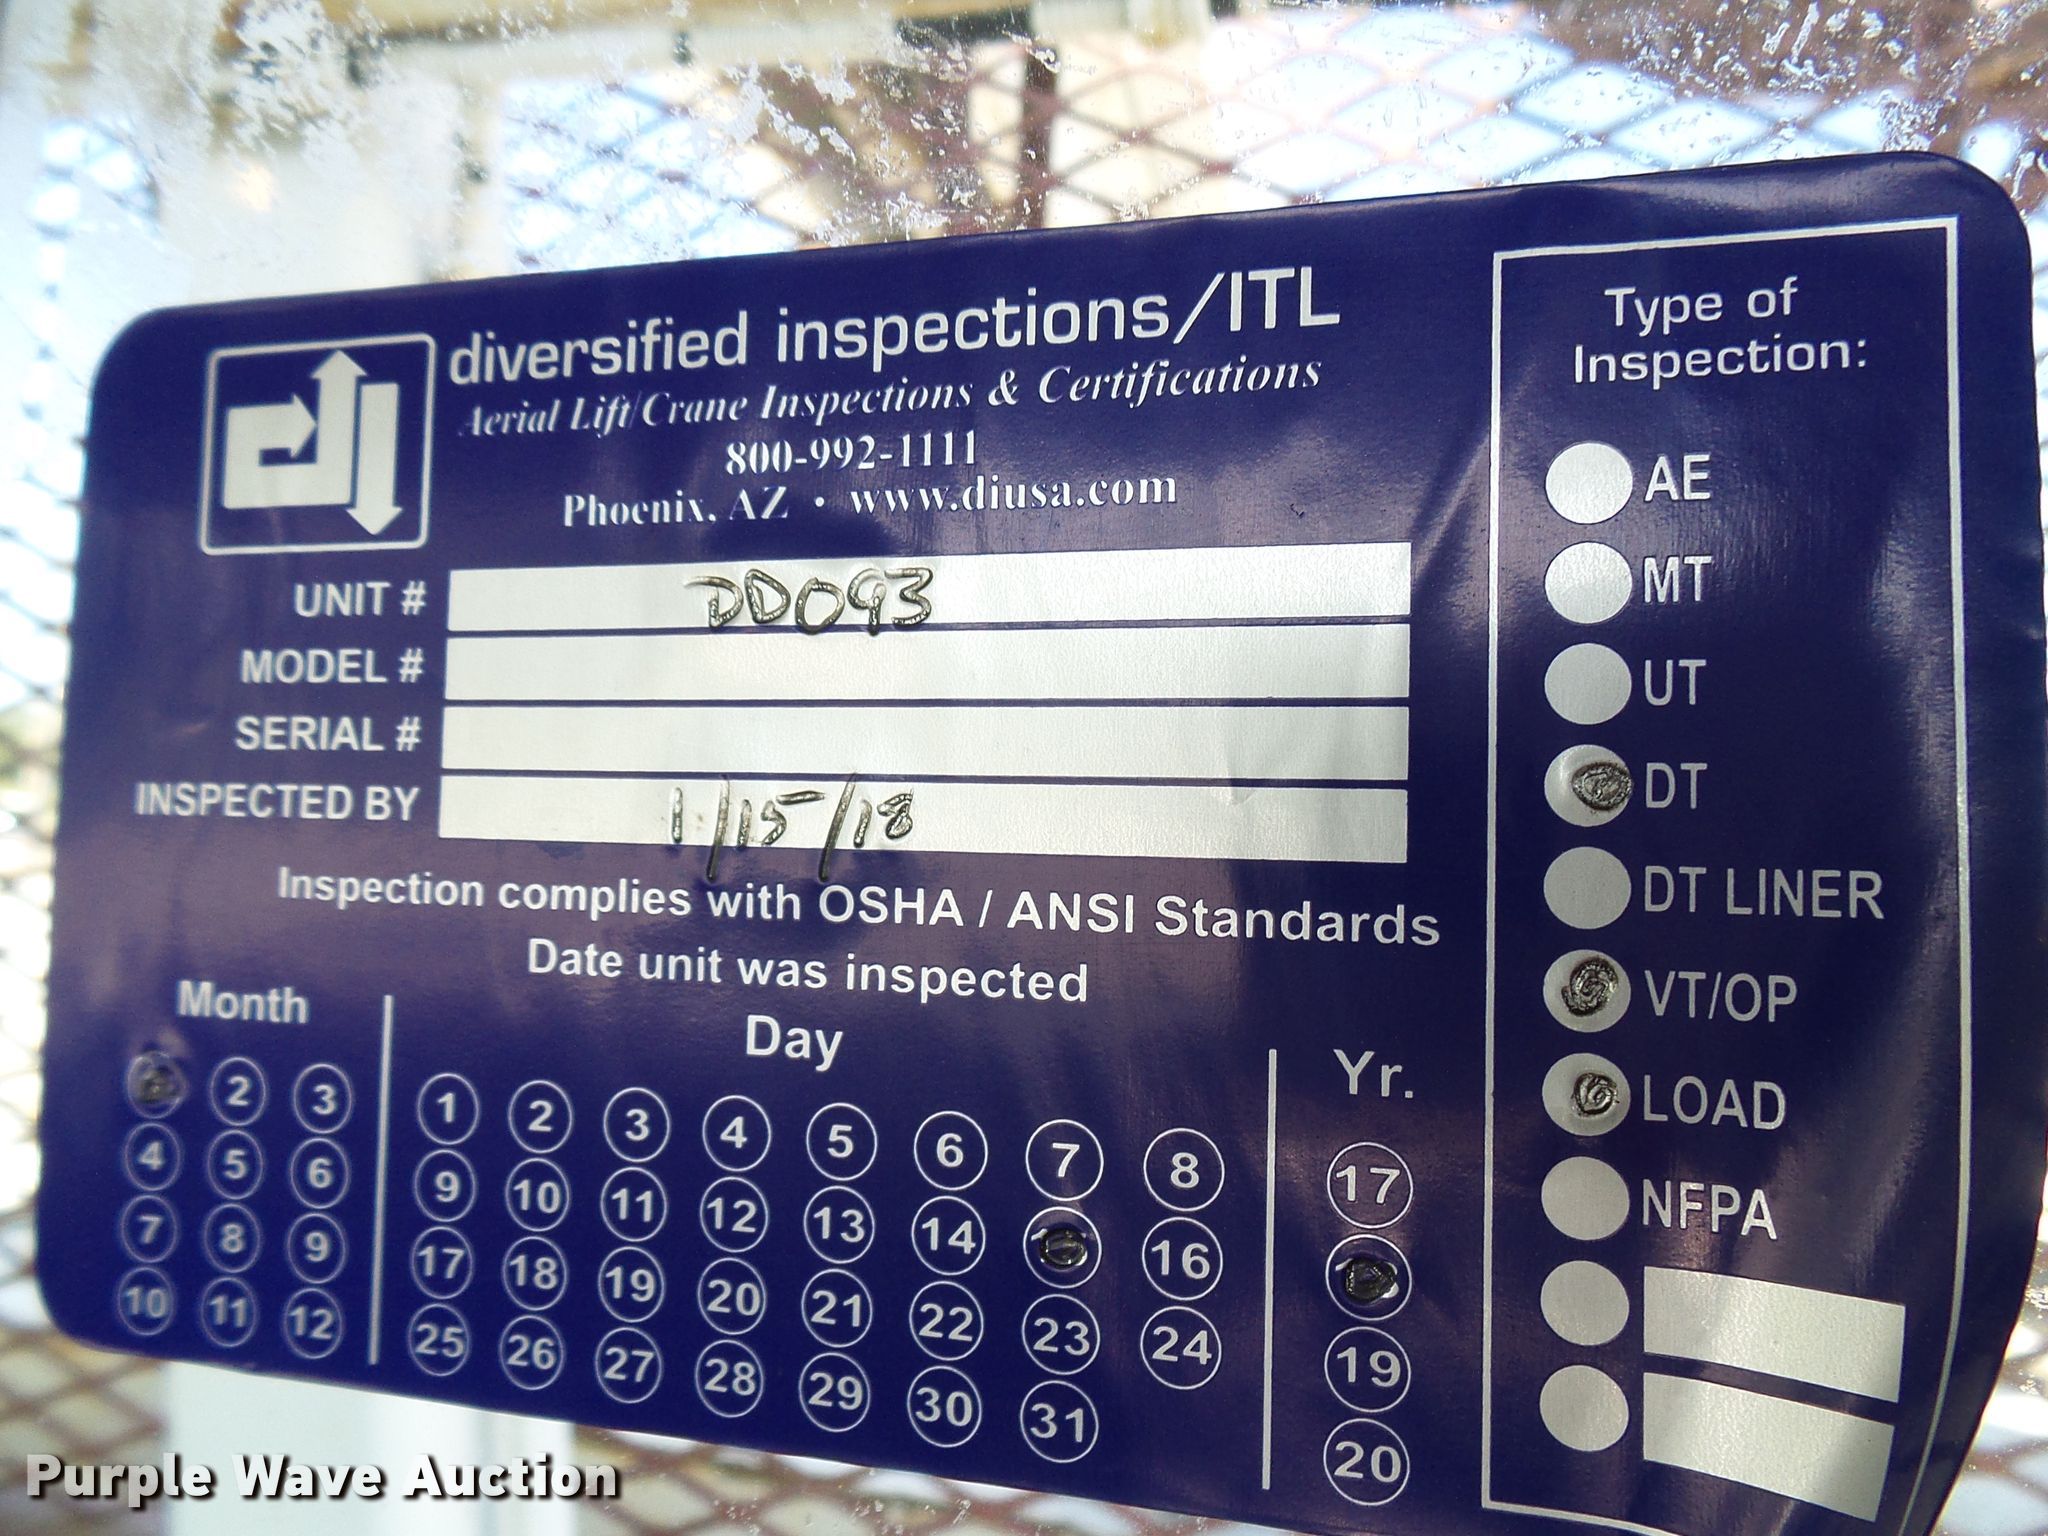 diversified inspections/ITL
Aerial Lift/Crane Inspections & Certifications
800-992-1111
Phoenix, AZ • www.diusa.com
UNIT # DD093
MODEL #
SERIAL #
INSPECTED BY 1/15/18
Inspection complies with OSHA / ANSI Standards
Date unit was inspected
Month
2 3
4 5 6
7 8 9
10 11 12
Day
1 2 3 4 5 6 7 8
9 10 11 12 13 14 16
17 18 19 20 21 22 23 24
25 26 27 28 29 30 31
Yr.
17
19
20
Type of
Inspection:
AE
MT
UT
DT
DT LINER
VT/OP
LOAD
NFPA
Purple Wave Auction